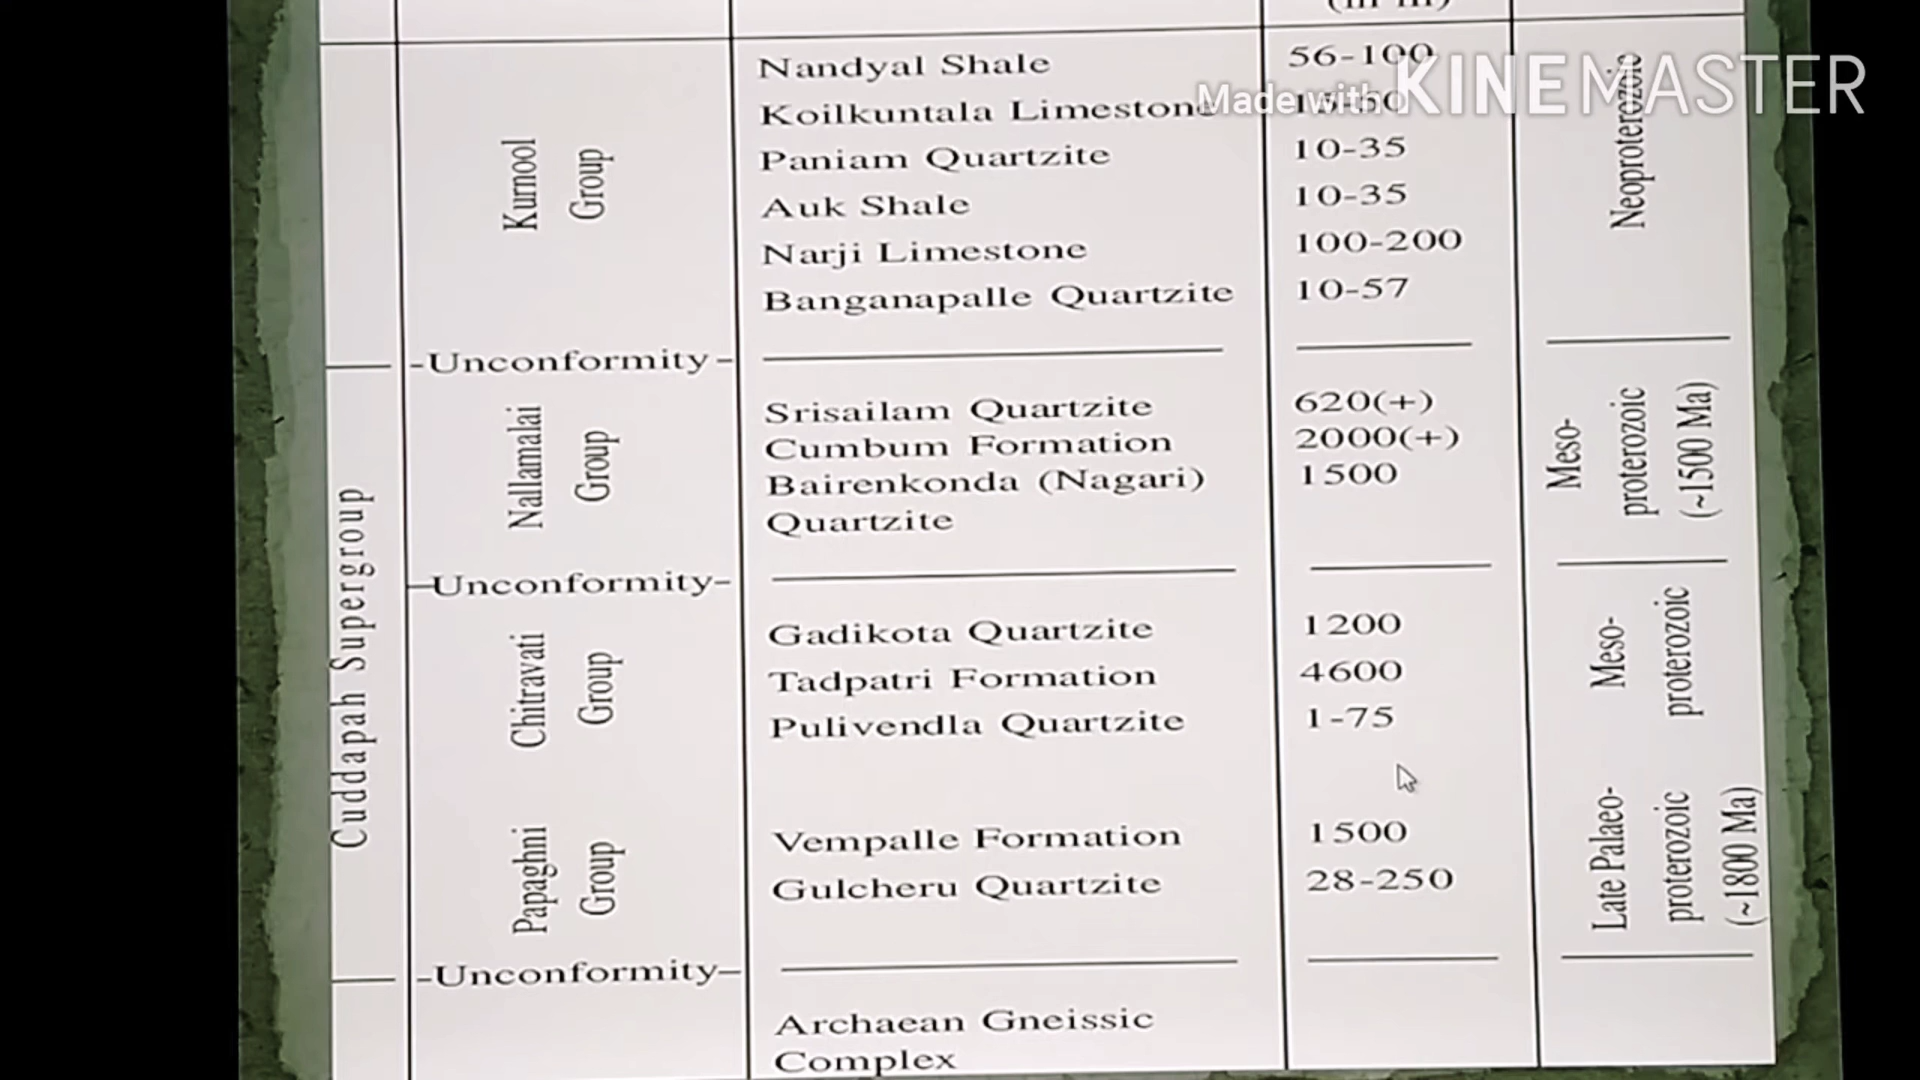 (in m)
Nandyal Shale 56-100
Koilkuntala Limestone
Made with KINEMASTER
Paniam Quartzite 10-35
Auk Shale 10-35
Narji Limestone 100-200
Banganapalle Quartzite 10-57
Kurnool
Group
Neoproterozoic
-Unconformity-
Srisailam Quartzite 620(+)
Cumbum Formation 2000(+)
Bairenkonda (Nagari) 1500
Quartzite
Nallamalai
Group
Meso-
proterozoic
(~1500 Ma)
-Unconformity-
Gadikota Quartzite 1200
Tadpatri Formation 4600
Pulivendla Quartzite 1-75
Chitravati
Group
Meso-
proterozoic
Cuddapah Supergroup
Vempalle Formation 1500
Gulcheru Quartzite 28-250
Papaghni
Group
Late Palaeo-
proterozoic
(~1800 Ma)
-Unconformity-
Archaean Gneissic
Complex